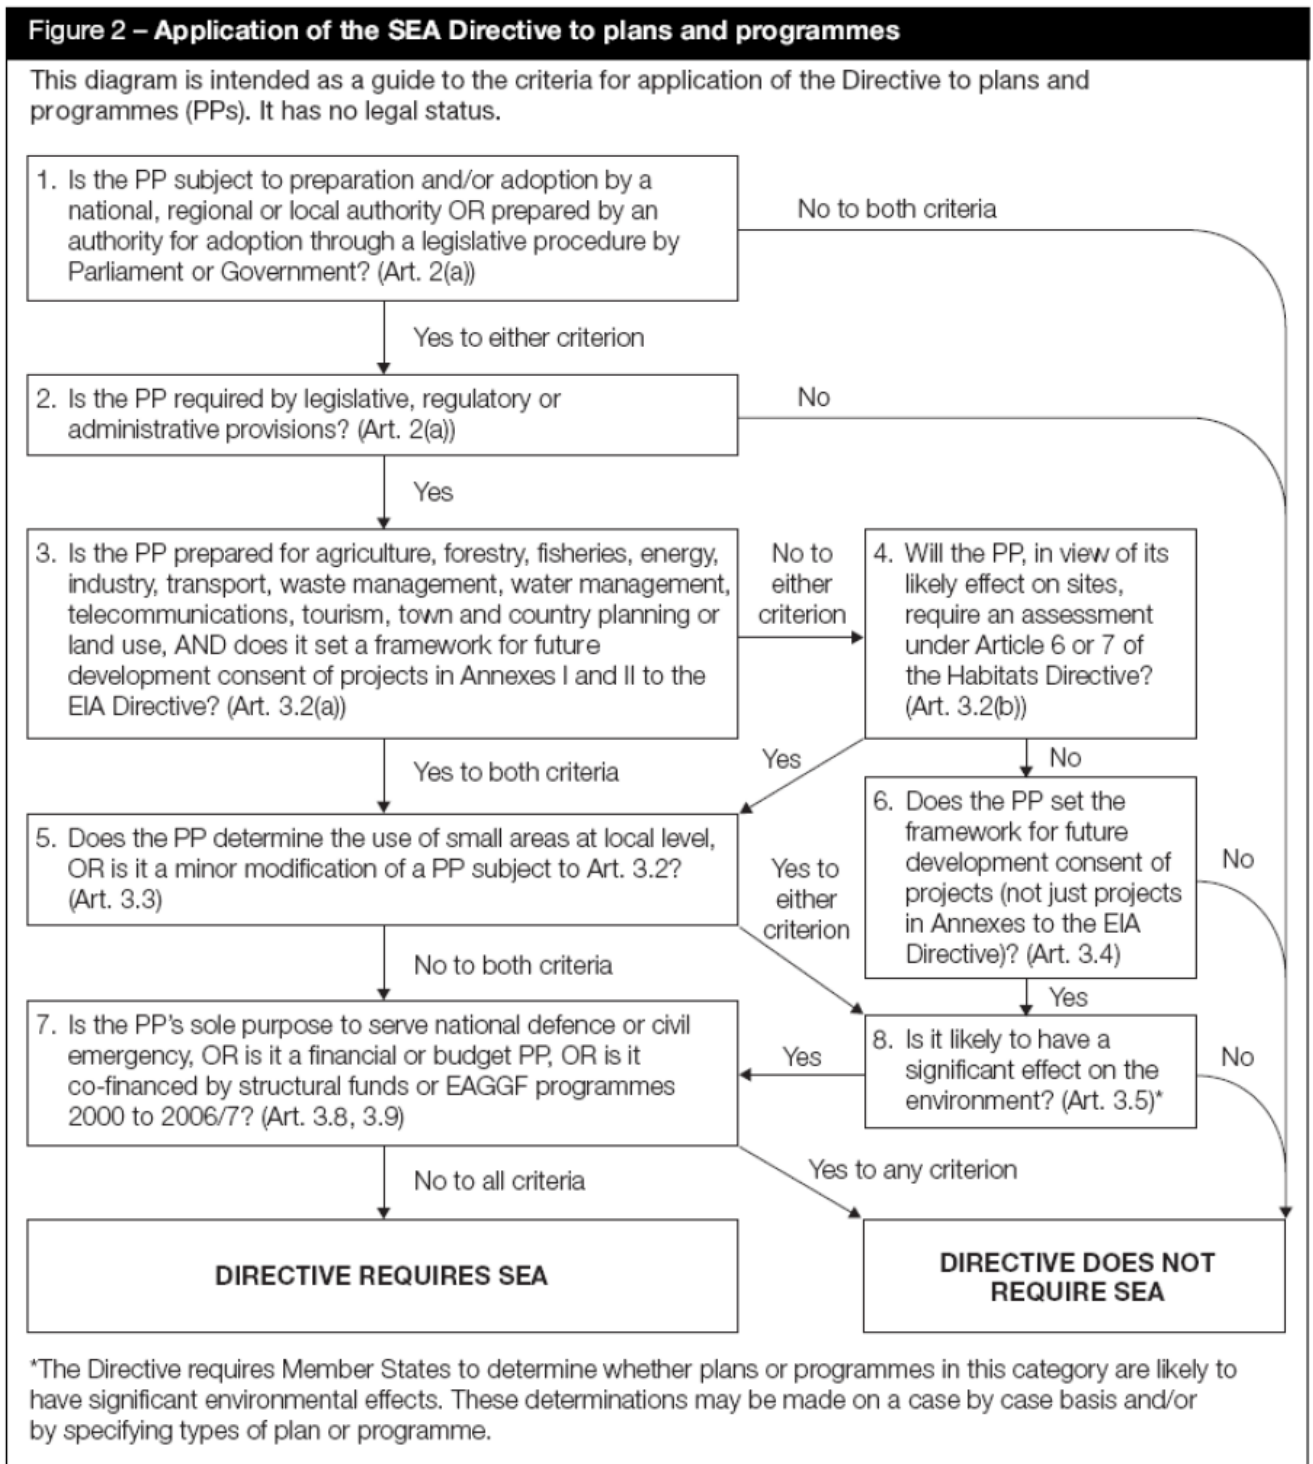 Figure 2 – Application of the SEA Directive to plans and programmes
This diagram is intended as a guide to the criteria for application of the Directive to plans and
programmes (PPs). It has no legal status.
1. Is the PP subject to preparation and/or adoption by a
national, regional or local authority OR prepared by an
authority for adoption through a legislative procedure by
Parliament or Government? (Art. 2(a))
No to both criteria
Yes to either criterion
2. Is the PP required by legislative, regulatory or
administrative provisions? (Art. 2(a))
No
Yes
3. Is the PP prepared for agriculture, forestry, fisheries, energy,
industry, transport, waste management, water management,
telecommunications, tourism, town and country planning or
land use, AND does it set a framework for future
development consent of projects in Annexes I and II to the
EIA Directive? (Art. 3.2(a))
No to
either
criterion
4. Will the PP, in view of its
likely effect on sites,
require an assessment
under Article 6 or 7 of
the Habitats Directive?
(Art. 3.2(b))
Yes to both criteria
Yes
No
5. Does the PP determine the use of small areas at local level,
OR is it a minor modification of a PP subject to Art. 3.2?
(Art. 3.3)
Yes to
either
criterion
6. Does the PP set the
framework for future
development consent of
projects (not just projects
in Annexes to the EIA
Directive)? (Art. 3.4)
No
No to both criteria
Yes
7. Is the PP's sole purpose to serve national defence or civil
emergency, OR is it a financial or budget PP, OR is it
co-financed by structural funds or EAGGF programmes
2000 to 2006/7? (Art. 3.8, 3.9)
Yes
8. Is it likely to have a
significant effect on the
environment? (Art. 3.5)*
No
No to all criteria
Yes to any criterion
DIRECTIVE REQUIRES SEA
DIRECTIVE DOES NOT
REQUIRE SEA
*The Directive requires Member States to determine whether plans or programmes in this category are likely to
have significant environmental effects. These determinations may be made on a case by case basis and/or
by specifying types of plan or programme.